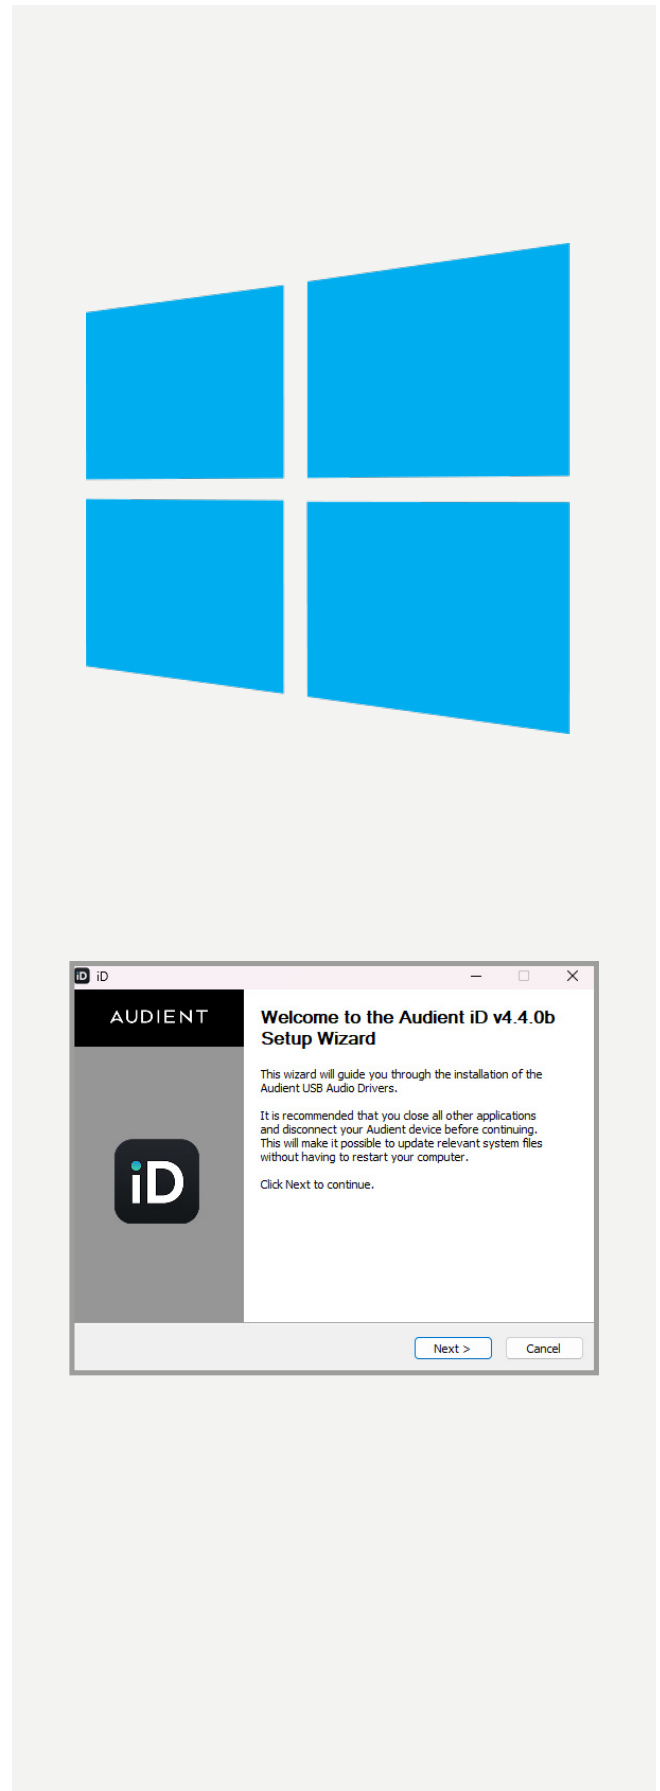 iD iD
AUDIENT
Welcome to the Audient iD v4.4.0b
Setup Wizard
This wizard will guide you through the installation of the
Audient USB Audio Drivers.
It is recommended that you close all other applications
and disconnect your Audient device before continuing.
This will make it possible to update relevant system files
without having to restart your computer.
Click Next to continue.
iD
Next >
Cancel